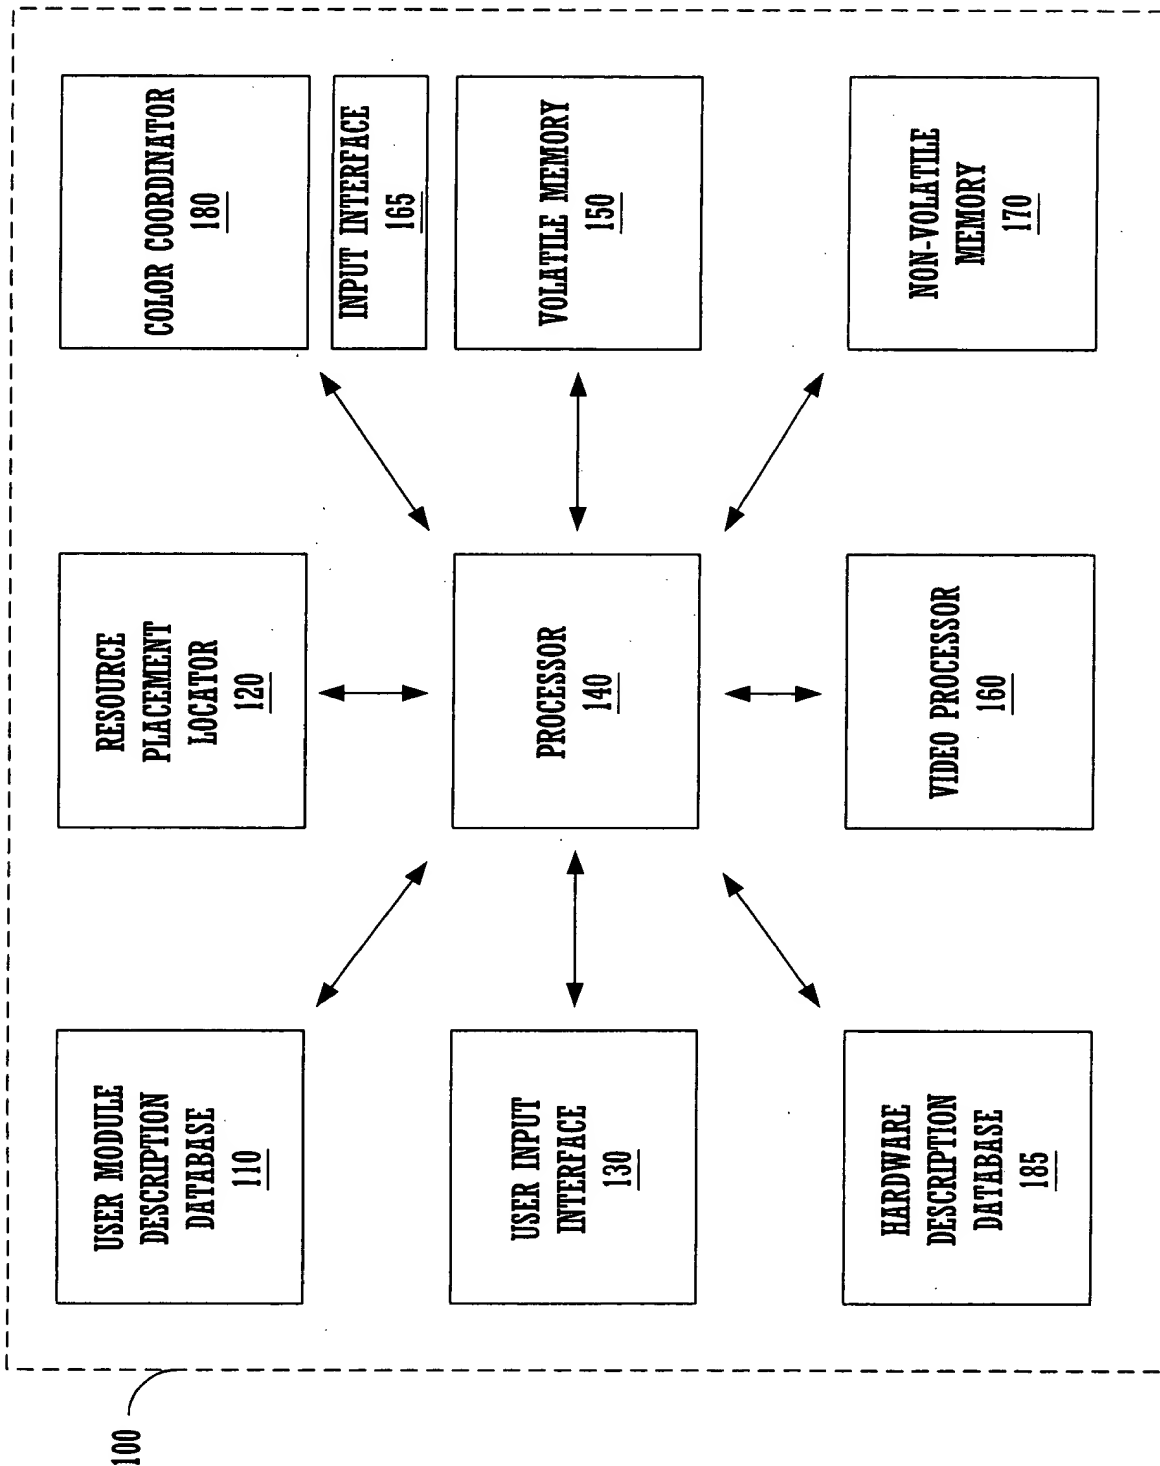 100
USER MODULE
DESCRIPTION
DATABASE
110
RESOURCE
PLACEMENT
LOCATOR
120
COLOR COORDINATOR
180
INPUT INTERFACE
165
USER INPUT
INTERFACE
130
PROCESSOR
140
VOLATILE MEMORY
150
HARDWARE
DESCRIPTION
DATABASE
185
VIDEO PROCESSOR
160
NON-VOLATILE
MEMORY
170